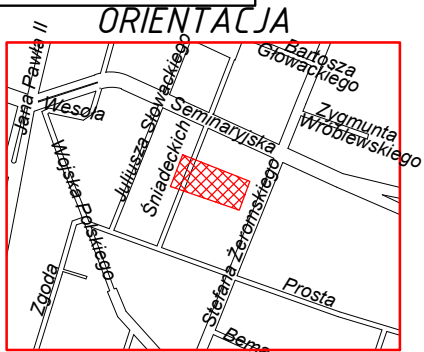 ORIENTACJA
Jana Pawła II
Wesoła
Wojska Polskiego
Juliusza Słowackiego
Śniadeckich
Seminaryjska
Bartosza
Głowackiego
Zygmunta
Wróblewskiego
Stefana Żeromskiego
Zgoda
Prosta